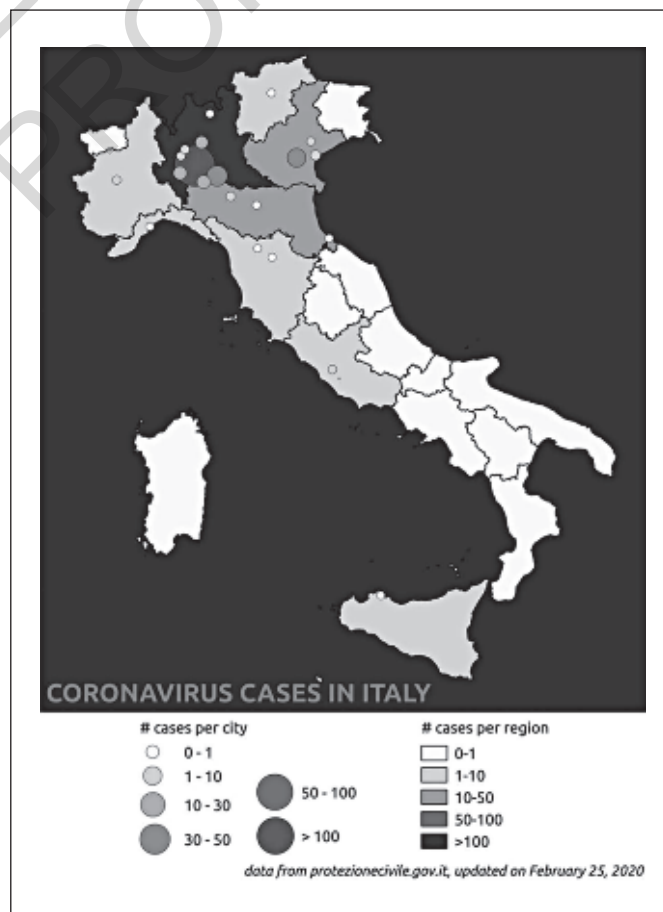 PRO
CORONAVIRUS CASES IN ITALY
# cases per city
0 - 1
1 - 10
10 - 30
30 - 50
50 - 100
> 100
# cases per region
0-1
1-10
10-50
50-100
>100
data from protezionecivile.gov.it, updated on February 25, 2020